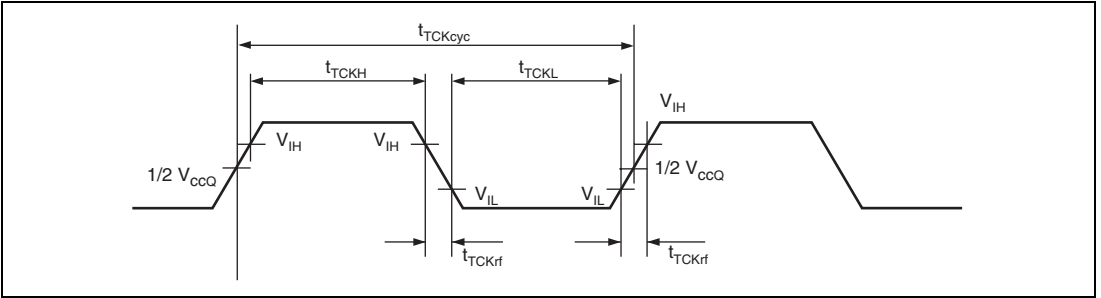 tTCKcyc
tTCKH
tTCKL
VIH
VIH
VIH
1/2 VCCQ
1/2 VCCQ
VIL
VIL
tTCKrf
tTCKrf